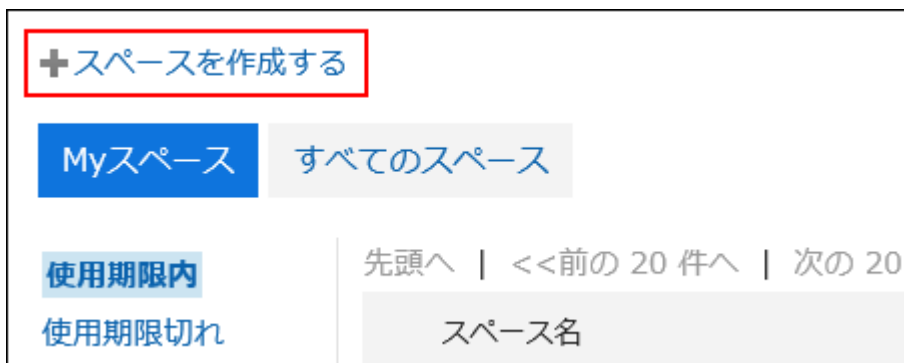 スペースを作成する
Myスペース すべてのスペース
使用期限内
使用期限切れ
先頭へ | <<前の 20 件へ | 次の 20
スペース名